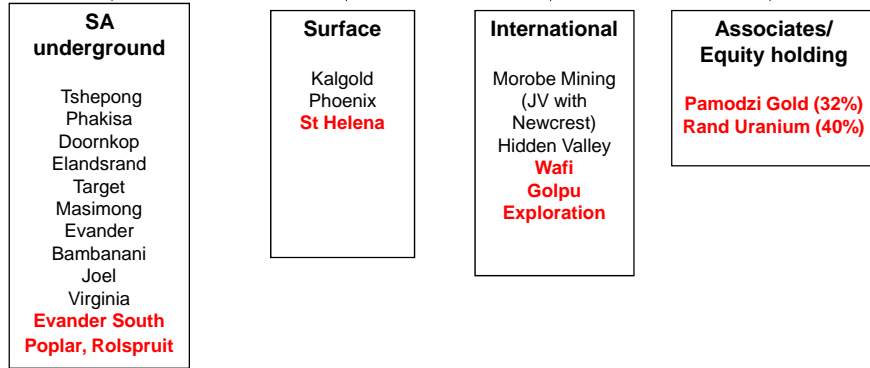 SA
underground
Tshepong
Phakisa
Doornkop
Elandsrand
Target
Masimong
Evander
Bambanani
Joel
Virginia
Evander South
Poplar, Rolspruit
Surface
Kalgold
Phoenix
St Helena
International
Morobe Mining
(JV with
Newcrest)
Hidden Valley
Wafi
Golpu
Exploration
Associates/
Equity holding
Pamodzi Gold (32%)
Rand Uranium (40%)